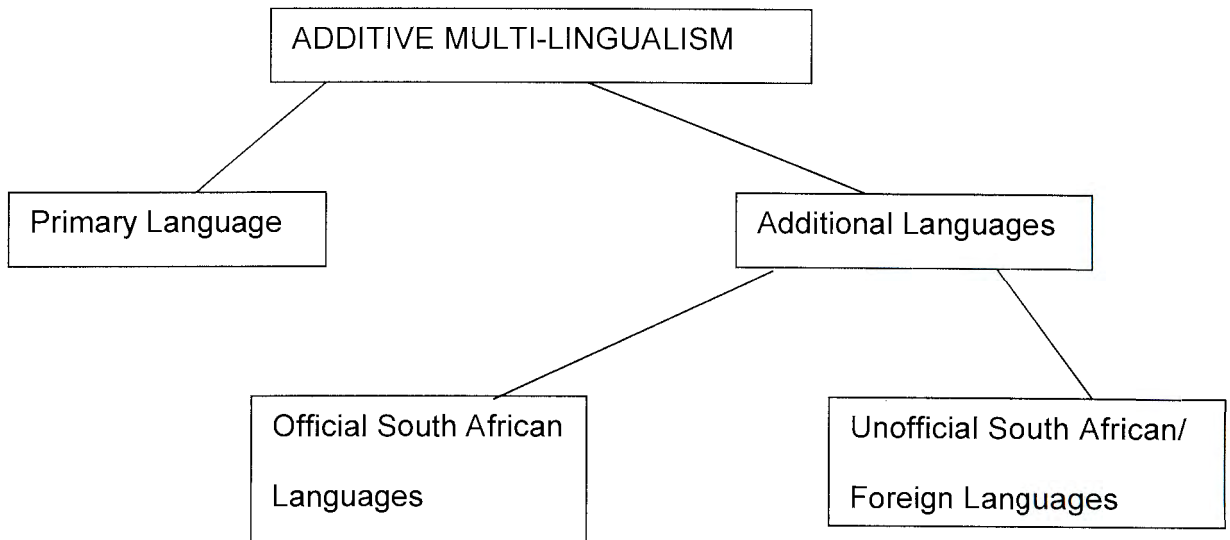 ADDITIVE MULTI-LINGUALISM
Primary Language
Additional Languages
Official South African
Languages
Unofficial South African/
Foreign Languages